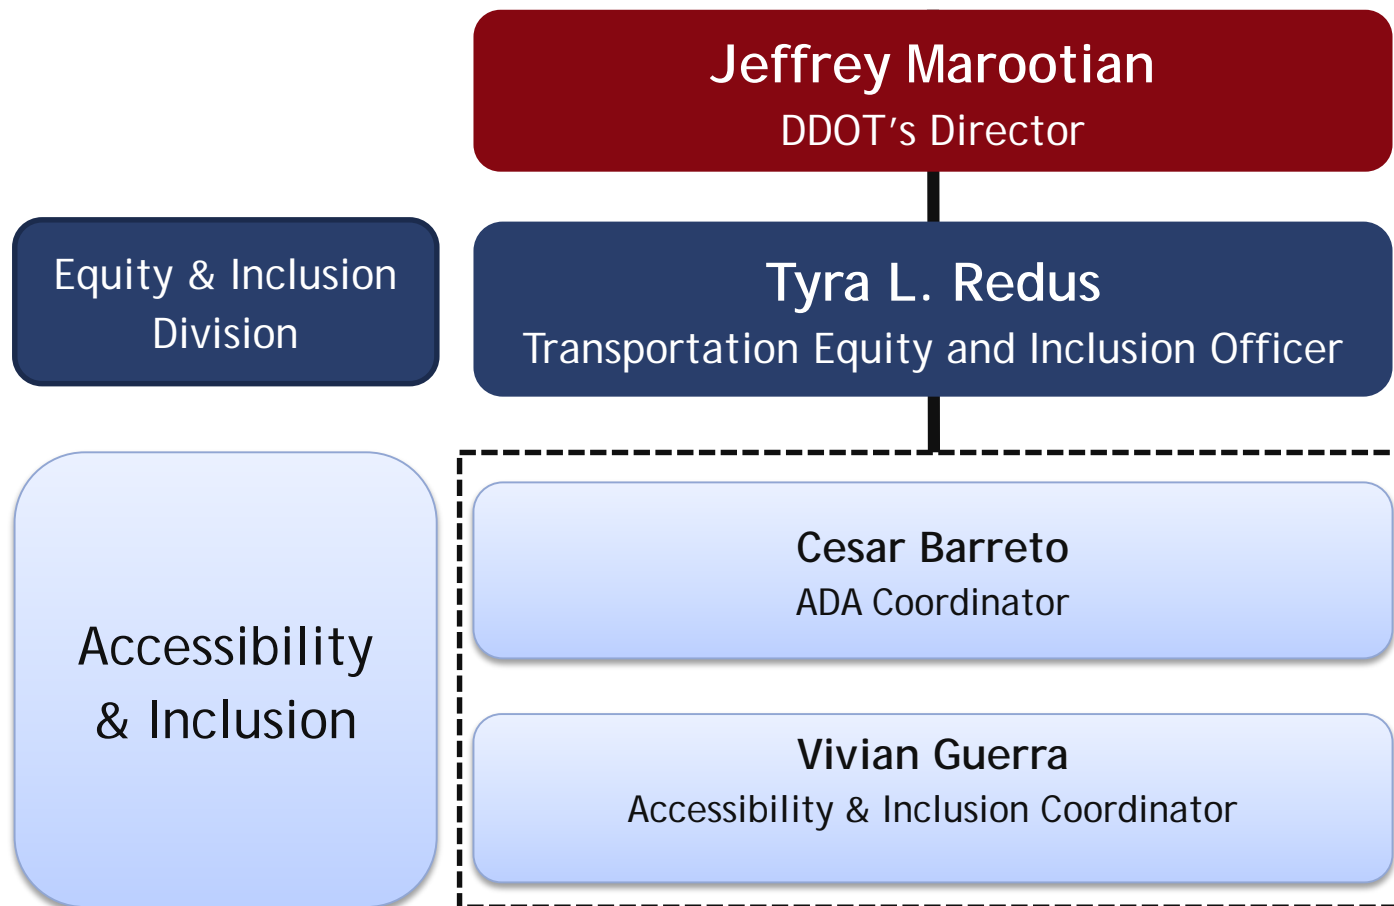 Jeffrey Marootian
DDOT's Director
Equity & Inclusion
Division
Tyra L. Redus
Transportation Equity and Inclusion Officer
Accessibility
& Inclusion
Cesar Barreto
ADA Coordinator
Vivian Guerra
Accessibility & Inclusion Coordinator